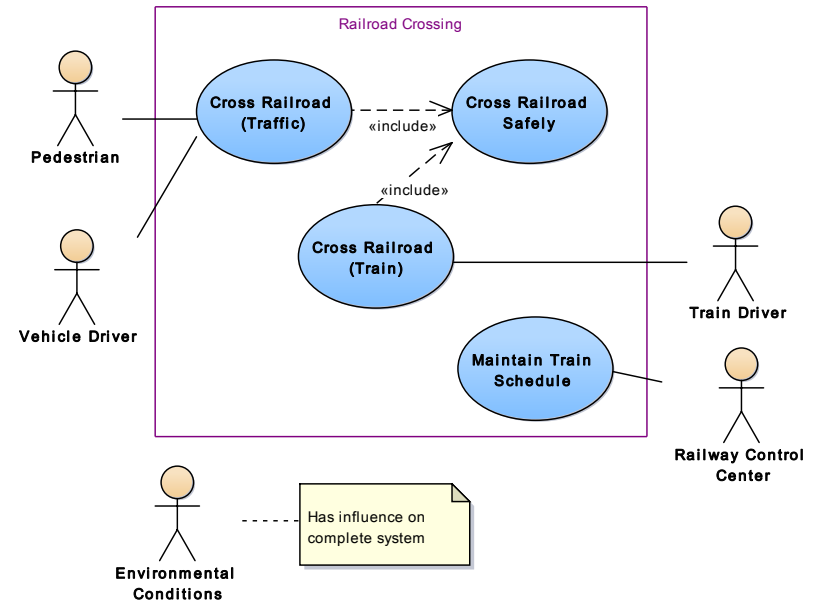 Railroad Crossing
Pedestrian
Cross Railroad
(Traffic)
«include»
Cross Railroad
Safely
«include»
Vehicle Driver
Cross Railroad
(Train)
Train Driver
Maintain Train
Schedule
Railway Control
Center
Environmental
Conditions
Has influence on
complete system